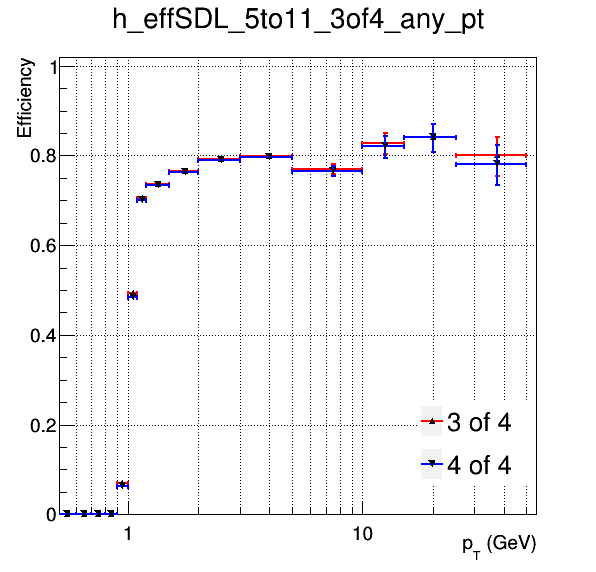 h_effSDL_5to11_3of4_any_pt
Efficiency
1
0.8
0.6
0.4
0.2
0
3 of 4
4 of 4
1
10
p_T (GeV)